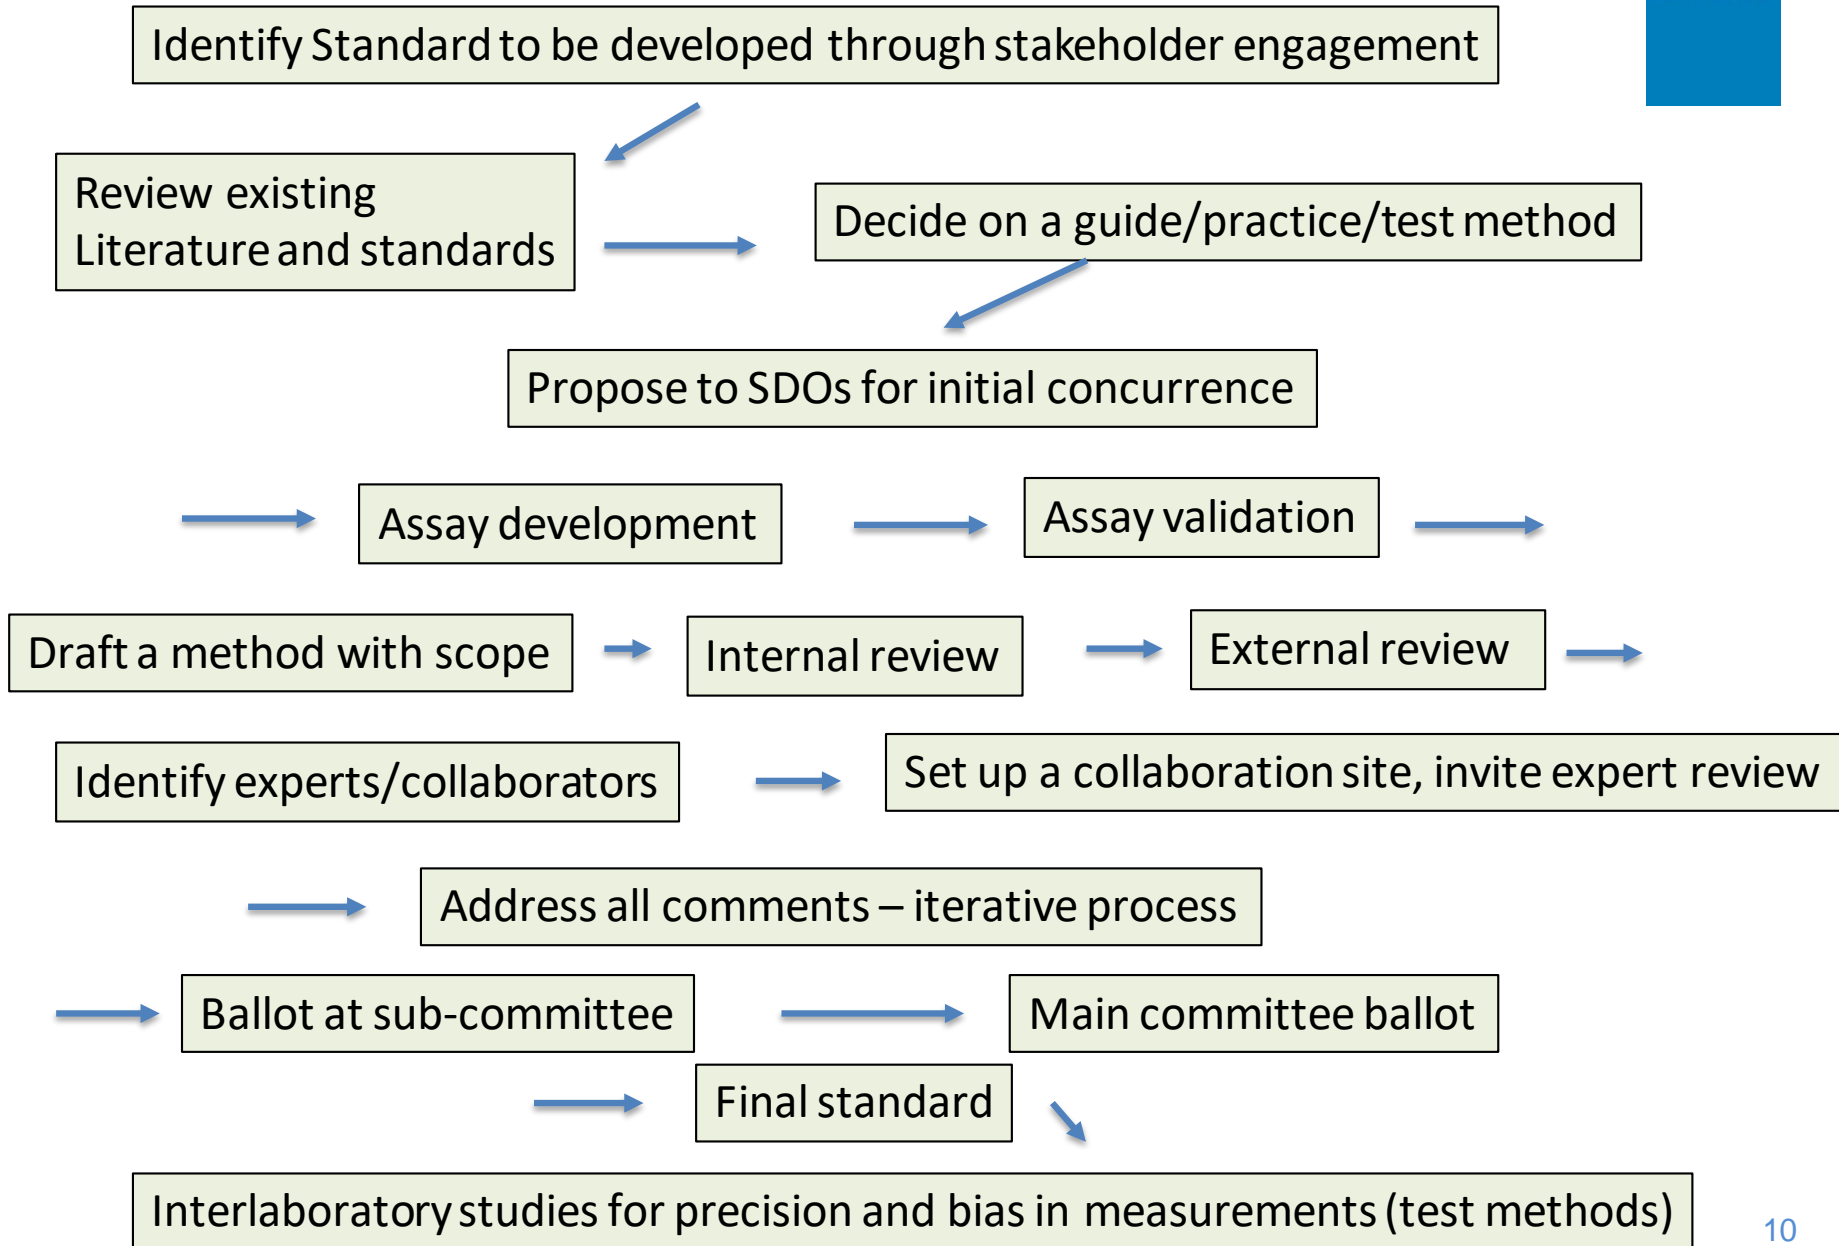 Identify Standard to be developed through stakeholder engagement
Review existing
Literature and standards
Decide on a guide/practice/test method
Propose to SDOs for initial concurrence
Assay development
Assay validation
Draft a method with scope
Internal review
External review
Identify experts/collaborators
Set up a collaboration site, invite expert review
Address all comments – iterative process
Ballot at sub-committee
Main committee ballot
Final standard
Interlaboratory studies for precision and bias in measurements (test methods)
10